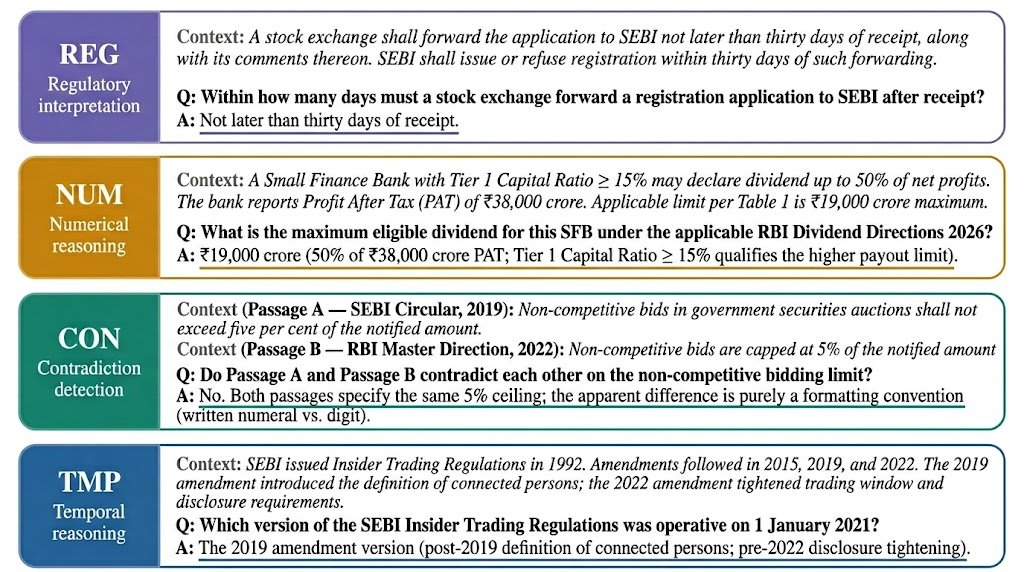 REG
Regulatory
interpretation
Context: A stock exchange shall forward the application to SEBI not later than thirty days of receipt, along
with its comments thereon. SEBI shall issue or refuse registration within thirty days of such forwarding.
Q: Within how many days must a stock exchange forward a registration application to SEBI after receipt?
A: Not later than thirty days of receipt.
NUM
Numerical
reasoning
Context: A Small Finance Bank with Tier 1 Capital Ratio ≥ 15% may declare dividend up to 50% of net profits.
The bank reports Profit After Tax (PAT) of ₹38,000 crore. Applicable limit per Table 1 is ₹19,000 crore maximum.
Q: What is the maximum eligible dividend for this SFB under the applicable RBI Dividend Directions 2026?
A: ₹19,000 crore (50% of ₹38,000 crore PAT; Tier 1 Capital Ratio ≥ 15% qualifies the higher payout limit).
CON
Contradiction
detection
Context (Passage A — SEBI Circular, 2019): Non-competitive bids in government securities auctions shall not
exceed five per cent of the notified amount.
Context (Passage B — RBI Master Direction, 2022): Non-competitive bids are capped at 5% of the notified amount
Q: Do Passage A and Passage B contradict each other on the non-competitive bidding limit?
A: No. Both passages specify the same 5% ceiling; the apparent difference is purely a formatting convention
(written numeral vs. digit).
TMP
Temporal
reasoning
Context: SEBI issued Insider Trading Regulations in 1992. Amendments followed in 2015, 2019, and 2022. The 2019
amendment introduced the definition of connected persons; the 2022 amendment tightened trading window and
disclosure requirements.
Q: Which version of the SEBI Insider Trading Regulations was operative on 1 January 2021?
A: The 2019 amendment version (post-2019 definition of connected persons; pre-2022 disclosure tightening).